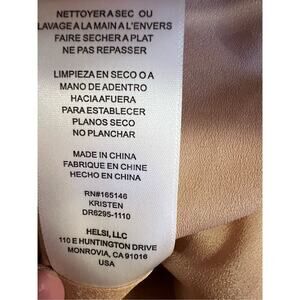 NETTOYER A SEC OU
LAVAGE A LA MAIN A L'ENVERS
FAIRE SECHER A PLAT
NE PAS REPASSER
LIMPIEZA EN SECO O A
MANO DE ADENTRO
HACIA AFUERA
PARA ESTABLECER
PLANOS SECO
NO PLANCHAR
MADE IN CHINA
FABRIQUE EN CHINE
HECHO EN CHINA
RN#165146
KRISTEN
DR6295-1110
HELSI, LLC
110 E HUNTINGTON DRIVE
MONROVIA, CA 91016
USA